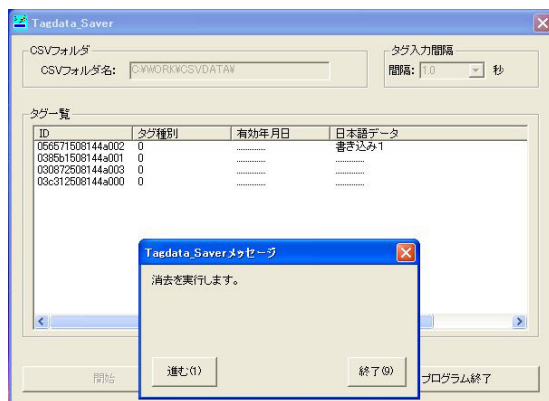 Tagdata_Saver
CSVフォルダ
CSVフォルダ名: C:¥WORK¥CSVDATA¥
タグ入力間隔
間隔: 1.0 秒
タグ一覧
ID タグ種別 有効年月日 日本語データ
056571508144a002 0 ............ 書き込み1
0385b1508144a001 0 ............ ............
030872508144a003 0 ............ ............
03c312508144a000 0 ............ ............
Tagdata_Saverメッセージ
消去を実行します。
進む(1) 終了(9)
開始 プログラム終了